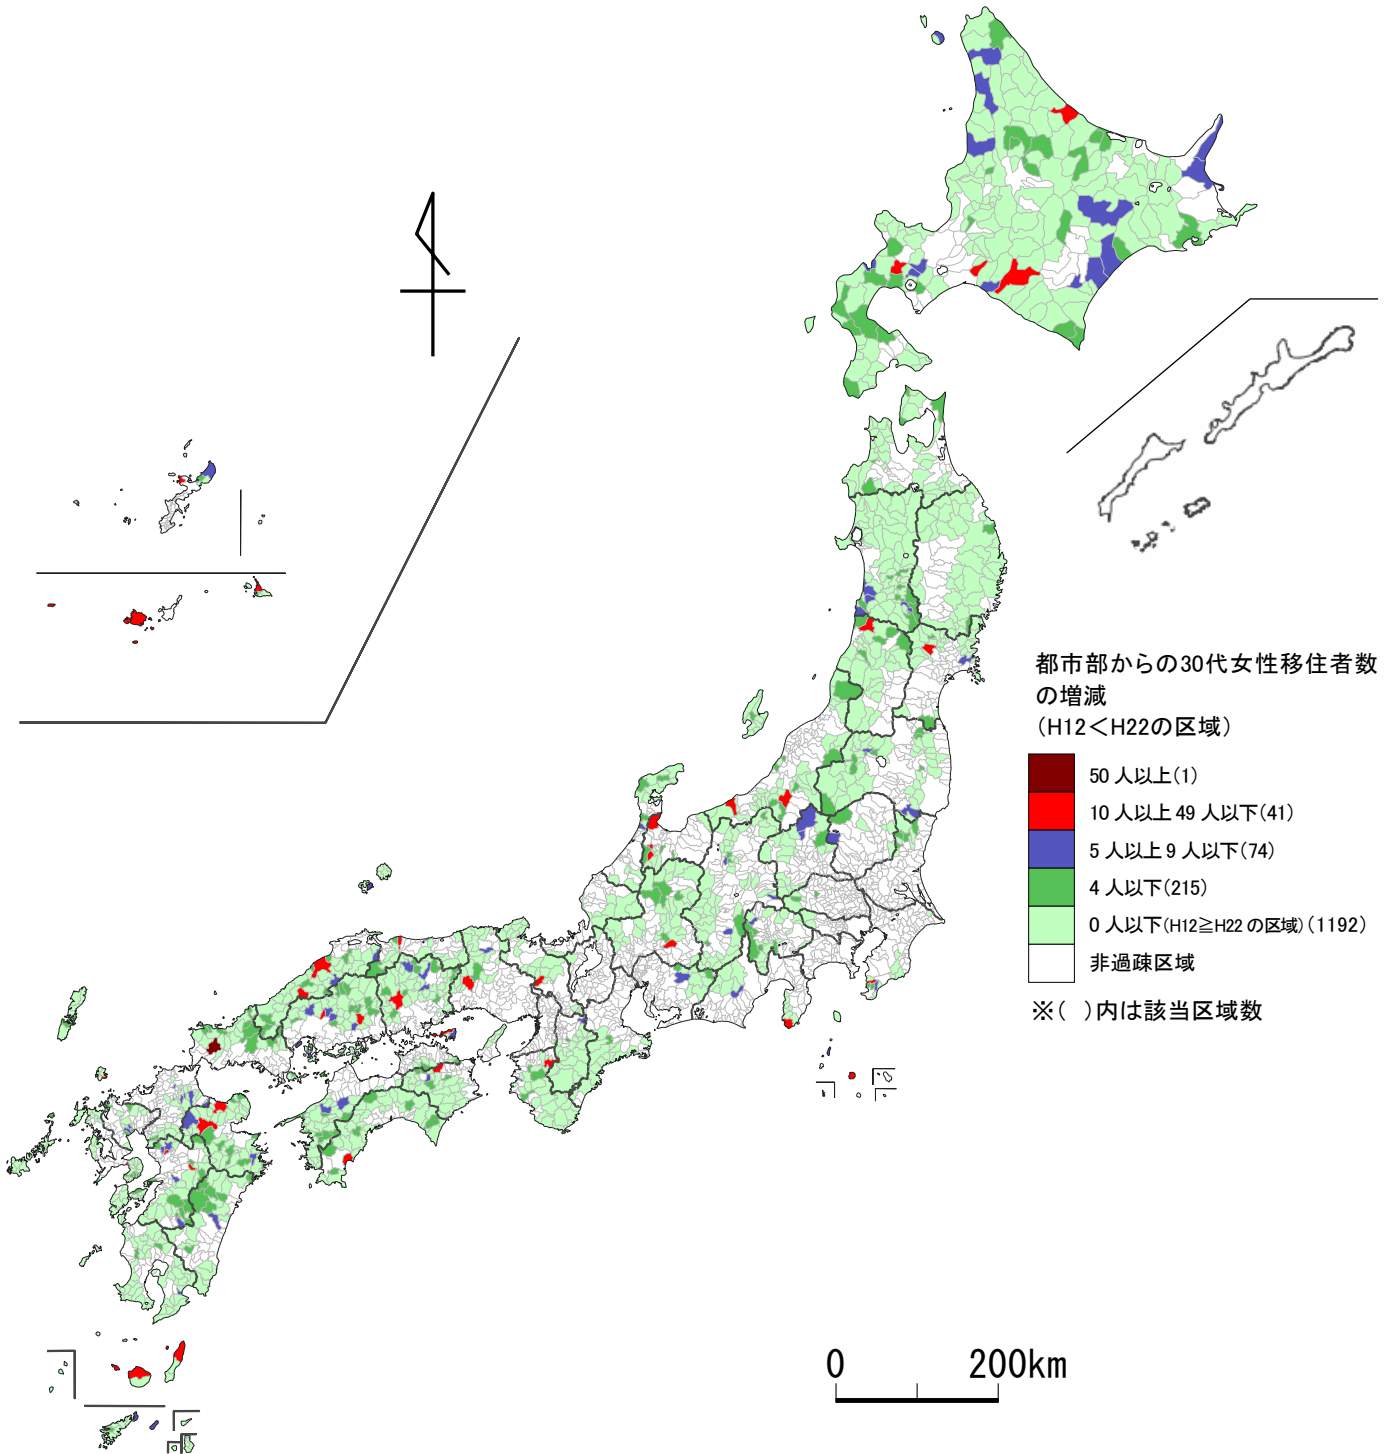 都市部からの30代女性移住者数
の増減
(H12<H22の区域)
50 人以上(1)
10 人以上 49 人以下(41)
5 人以上 9 人以下(74)
4 人以下(215)
0 人以下(H12≧H22 の区域)(1192)
非過疎区域
※( )内は該当区域数
0 200km